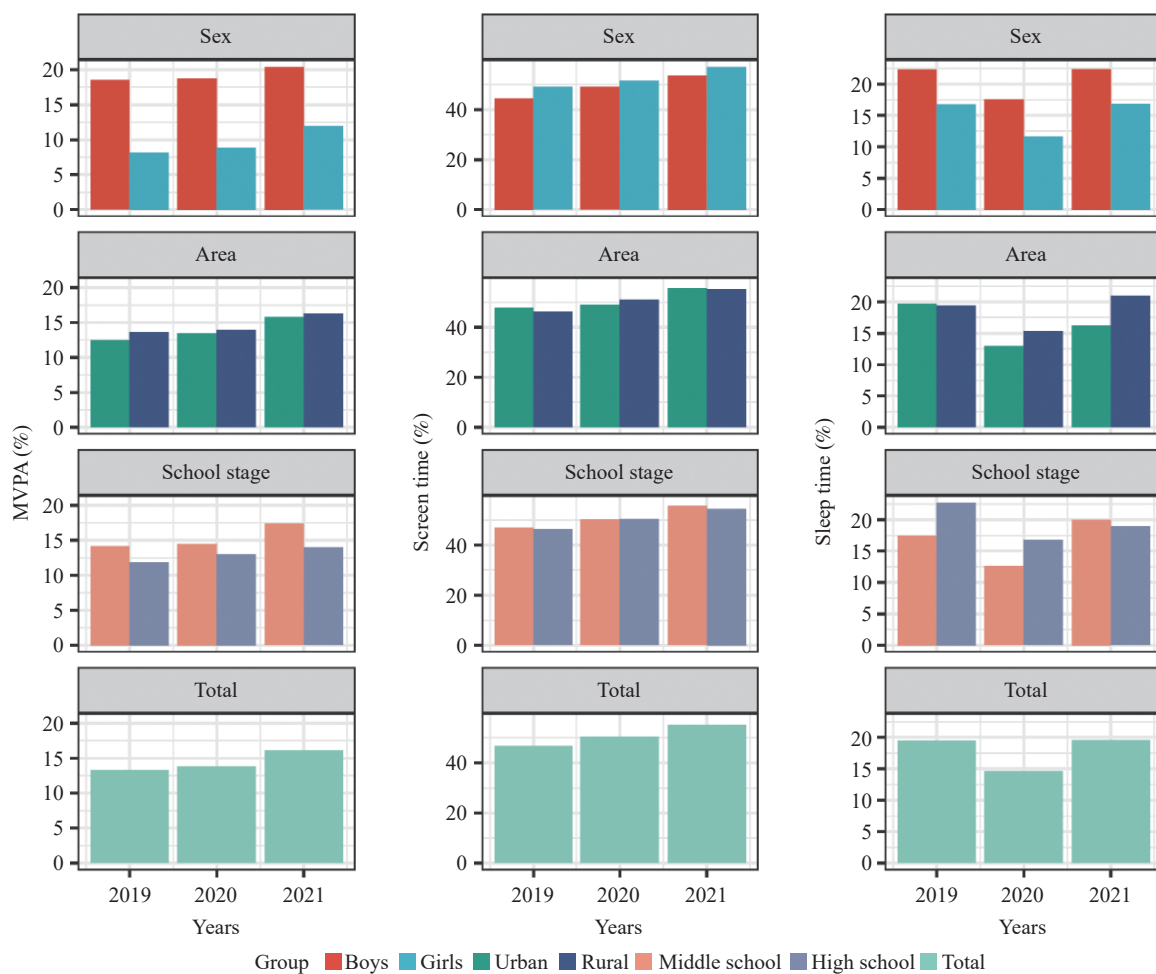 Sex
Sex
Sex
20
15
10
5
0
40
20
0
20
15
10
5
0
Area
Area
Area
20
15
10
5
0
40
20
0
20
15
10
5
0
MVPA (%)
Screen time (%)
Sleep time (%)
School stage
School stage
School stage
20
15
10
5
0
40
20
0
20
15
10
5
0
Total
Total
Total
20
15
10
5
0
40
20
0
20
15
10
5
0
2019 2020 2021
2019 2020 2021
2019 2020 2021
Years
Years
Years
Group Boys Girls Urban Rural Middle school High school Total